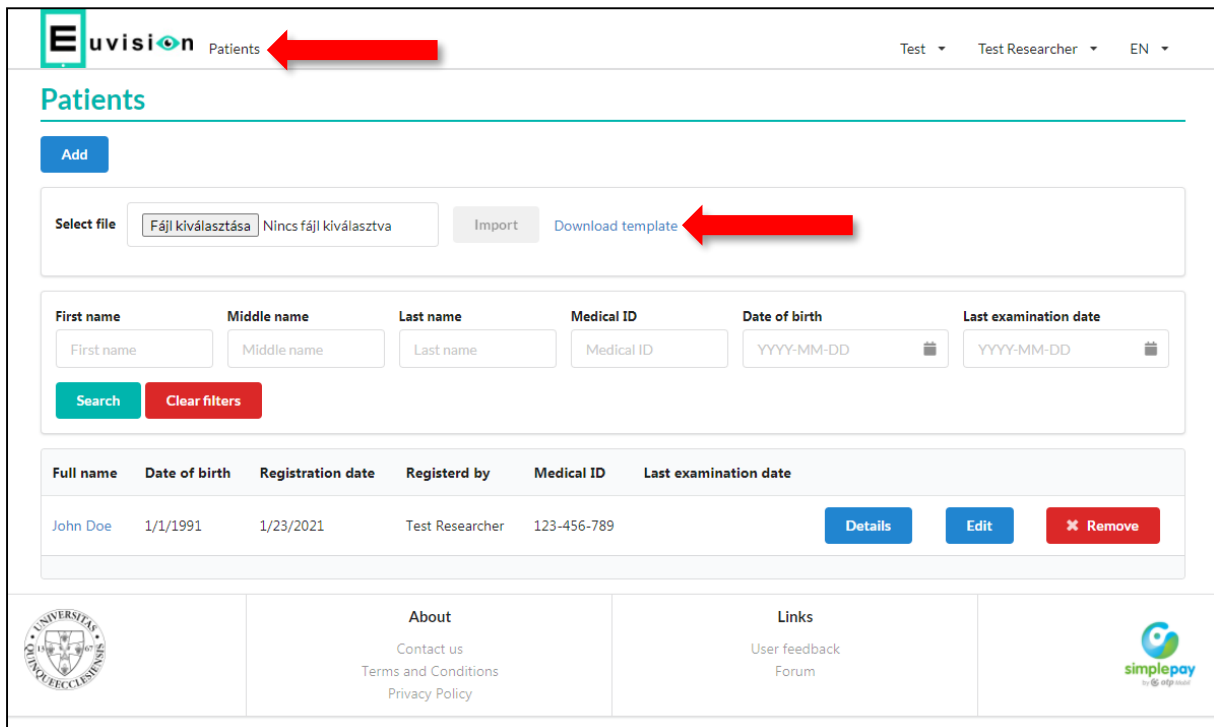 Euvision Patients Test Test Researcher EN
Patients
Add
Select file Fájl kiválasztása Nincs fájl kiválasztva Import Download template
First name Middle name Last name Medical ID Date of birth Last examination date
First name Middle name Last name Medical ID YYYY-MM-DD YYYY-MM-DD
Search Clear filters
Full name Date of birth Registration date Registerd by Medical ID Last examination date
John Doe 1/1/1991 1/23/2021 Test Researcher 123-456-789 Details Edit Remove
About
Contact us
Terms and Conditions
Privacy Policy
Links
User feedback
Forum
UNIVERSITAS
QUINQUEECCLESIENSIS
simplepay
by otp